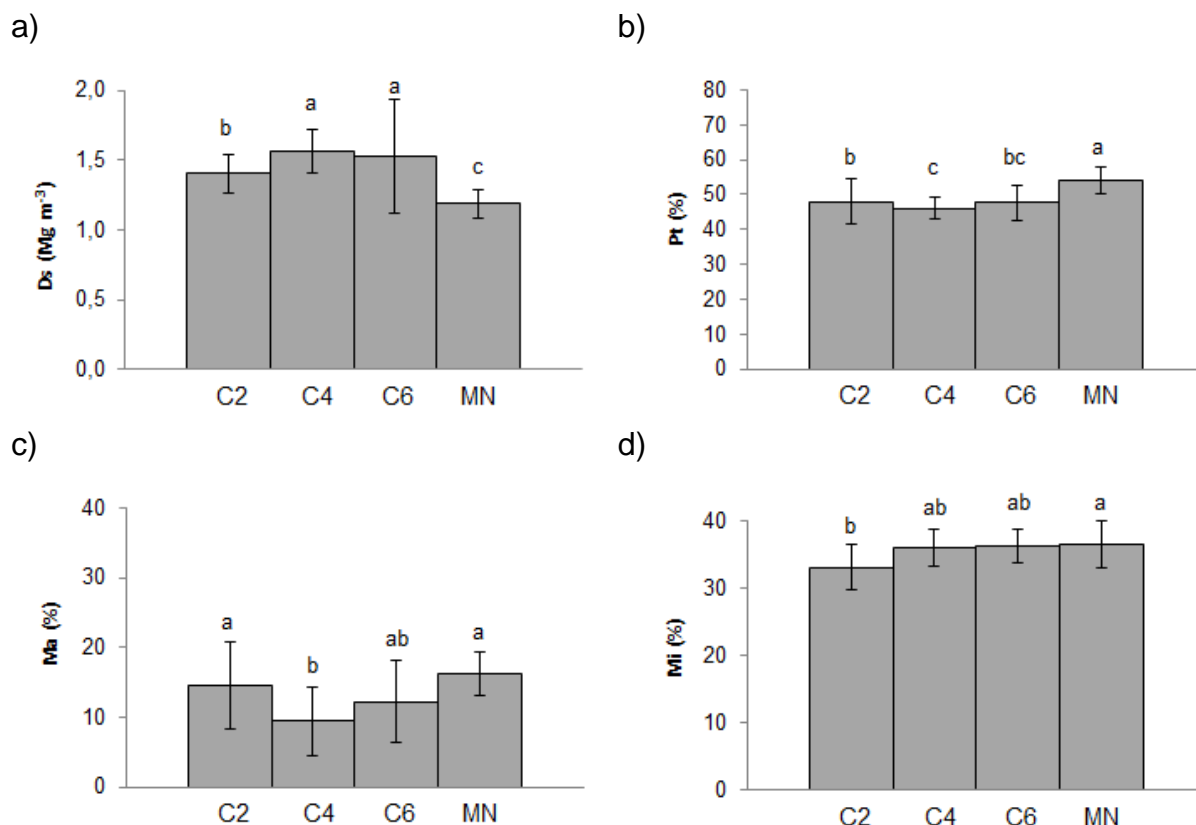 a)
2,0
1,5
1,0
0,5
0,0
Ds (Mg m-3)
b
a
a
c
C2 C4 C6 MN
b)
80
70
60
50
40
30
20
10
0
Pt (%)
b
c
bc
a
C2 C4 C6 MN
c)
40
30
20
10
0
Ma (%)
a
b
ab
a
C2 C4 C6 MN
d)
40
30
20
10
0
Mi (%)
b
ab
ab
a
C2 C4 C6 MN